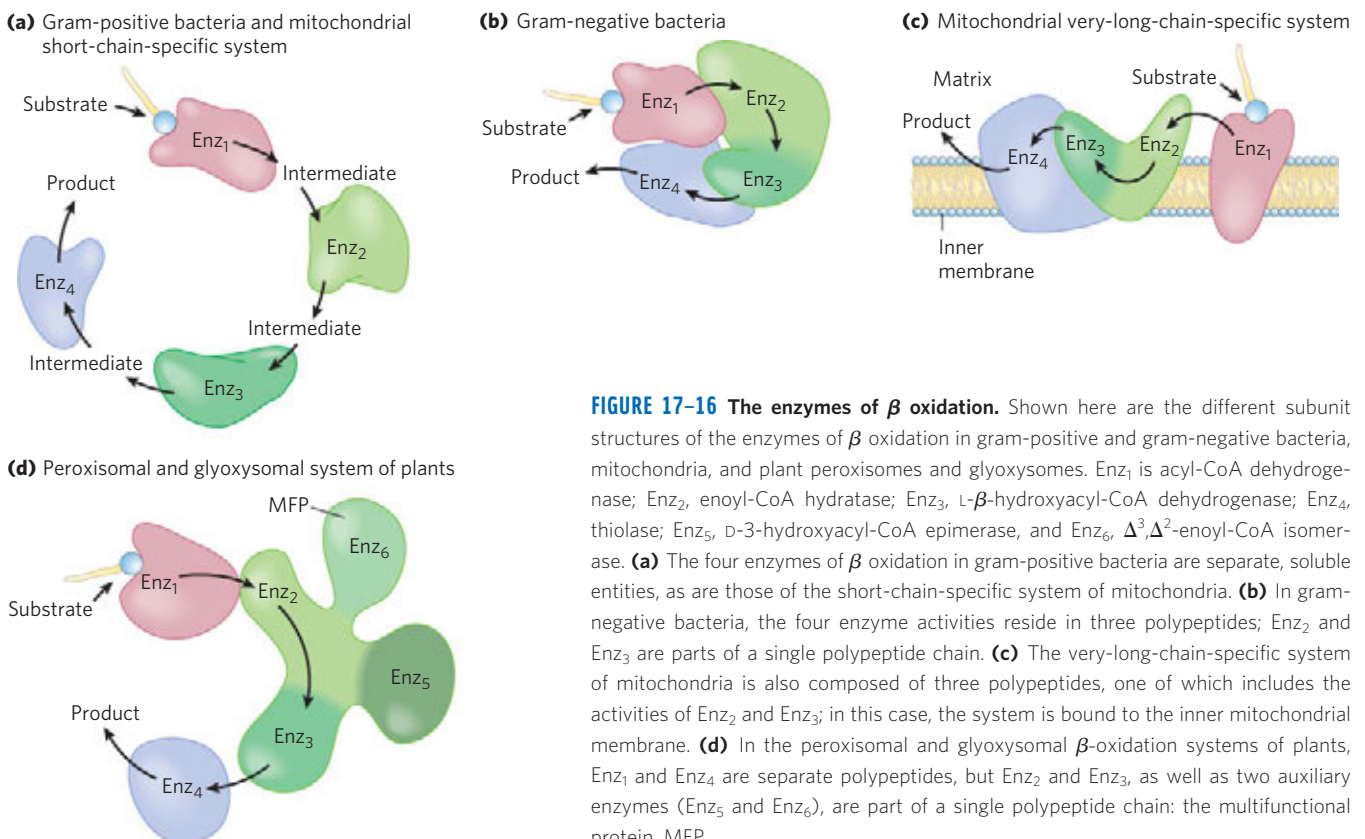 (a) Gram-positive bacteria and mitochondrial
short-chain-specific system
Substrate
Enz₁
Intermediate
Product
Enz₂
Enz₄
Intermediate
Intermediate
Enz₃
(b) Gram-negative bacteria
Enz₁
Enz₂
Substrate
Product
Enz₄
Enz₃
(c) Mitochondrial very-long-chain-specific system
Matrix
Substrate
Product
Enz₄
Enz₃
Enz₂
Enz₁
Inner
membrane
(d) Peroxisomal and glyoxysomal system of plants
MFP
Enz₆
Enz₁
Enz₂
Substrate
Enz₅
Product
Enz₃
Enz₄
FIGURE 17–16 The enzymes of β oxidation. Shown here are the different subunit
structures of the enzymes of β oxidation in gram-positive and gram-negative bacteria,
mitochondria, and plant peroxisomes and glyoxysomes. Enz₁ is acyl-CoA dehydroge-
nase; Enz₂, enoyl-CoA hydratase; Enz₃, L-β-hydroxyacyl-CoA dehydrogenase; Enz₄,
thiolase; Enz₅, D-3-hydroxyacyl-CoA epimerase, and Enz₆, Δ³,Δ²-enoyl-CoA isomer-
ase. (a) The four enzymes of β oxidation in gram-positive bacteria are separate, soluble
entities, as are those of the short-chain-specific system of mitochondria. (b) In gram-
negative bacteria, the four enzyme activities reside in three polypeptides; Enz₂ and
Enz₃ are parts of a single polypeptide chain. (c) The very-long-chain-specific system
of mitochondria is also composed of three polypeptides, one of which includes the
activities of Enz₂ and Enz₃; in this case, the system is bound to the inner mitochondrial
membrane. (d) In the peroxisomal and glyoxysomal β-oxidation systems of plants,
Enz₁ and Enz₄ are separate polypeptides, but Enz₂ and Enz₃, as well as two auxiliary
enzymes (Enz₅ and Enz₆), are part of a single polypeptide chain: the multifunctional
protein, MFP.